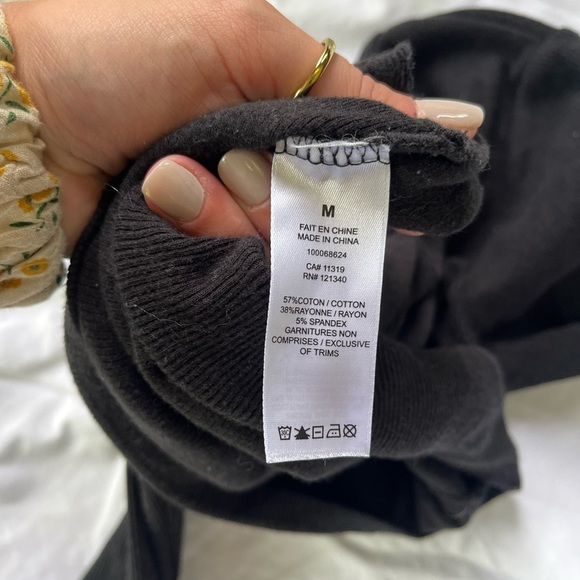 M
FAIT EN CHINE
MADE IN CHINA
100068624
CA# 11319
RN# 121340
57%COTON / COTTON
38%RAYONNE / RAYON
5% SPANDEX
GARNITURES NON
COMPRISES / EXCLUSIVE
OF TRIMS